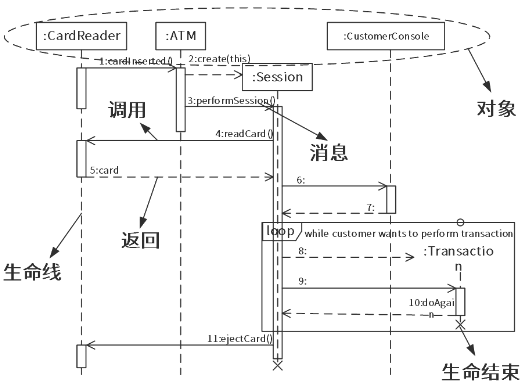 :CardReader
:ATM
:CustomerConsole
1:cardInserted()
2:create(this)
:Session
对象
3:performSession()
调用
4:readCard()
消息
5:card
6:
7:
返回
loop
while customer wants to perform transaction
8:
:Transactio
n
生命线
9:
10:doAgai
n
11:ejectCard()
生命结束